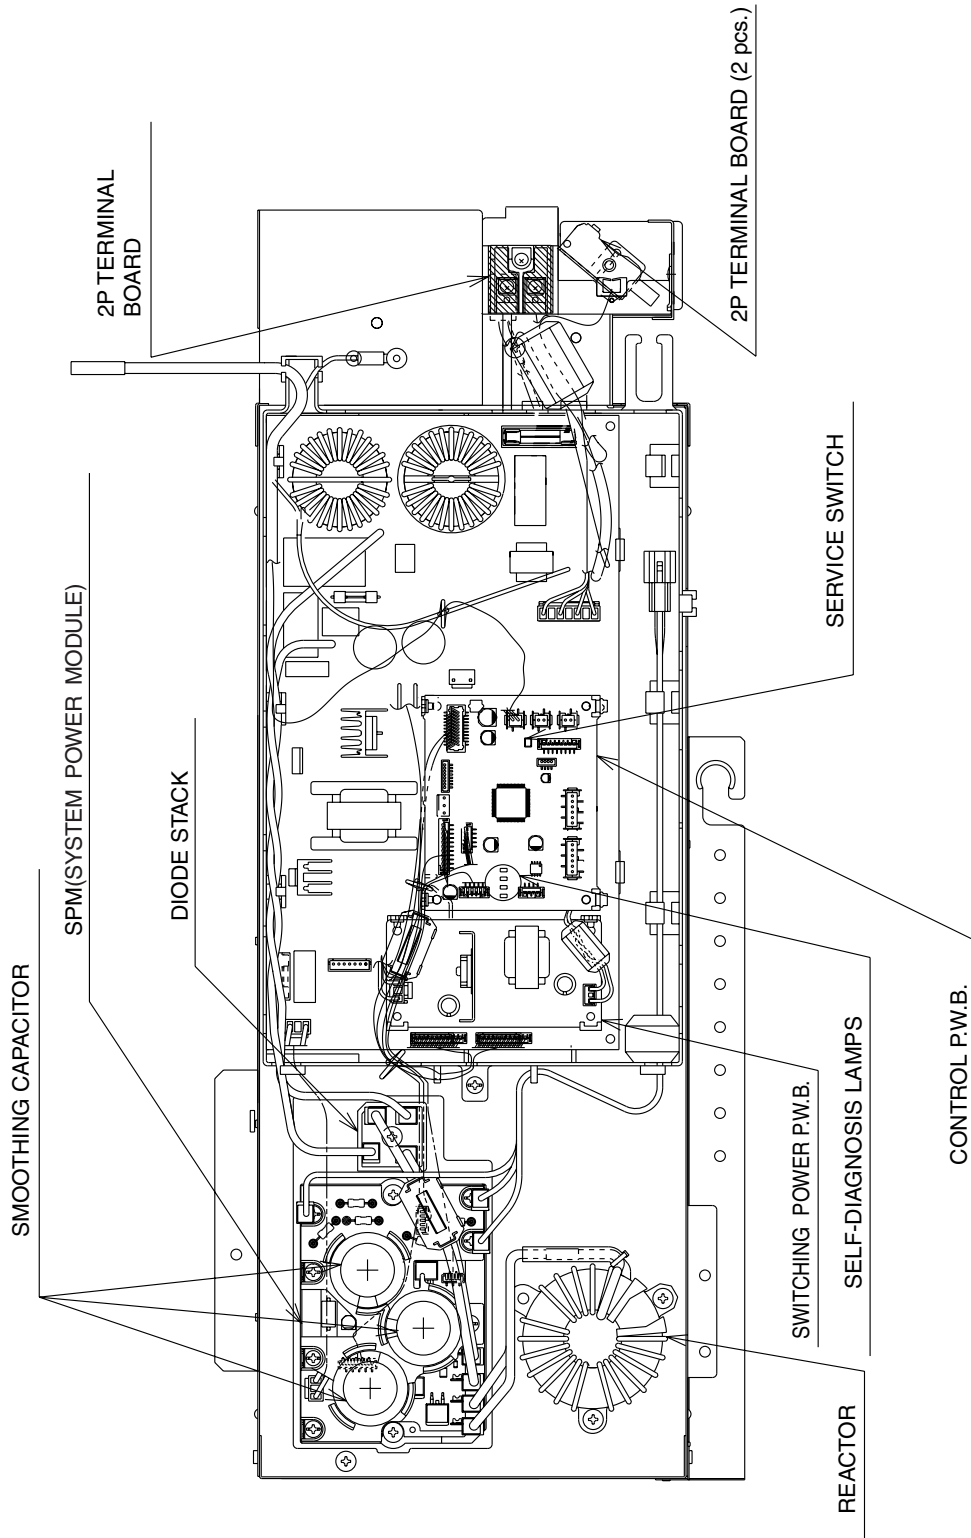 SMOOTHING CAPACITOR
SPM(SYSTEM POWER MODULE)
DIODE STACK
2P TERMINAL
BOARD
2P TERMINAL BOARD (2 pcs.)
SERVICE SWITCH
REACTOR
SWITCHING POWER P.W.B.
SELF-DIAGNOSIS LAMPS
CONTROL P.W.B.